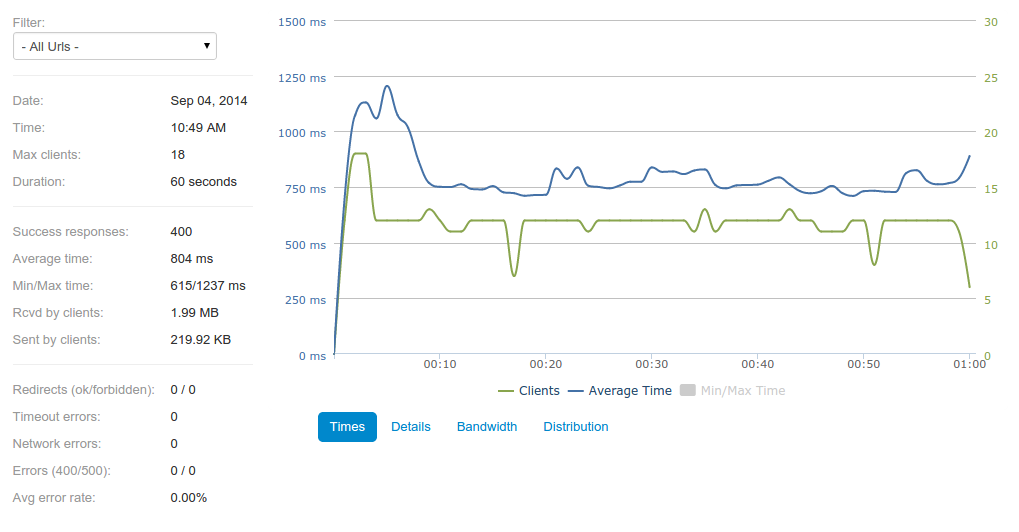 Filter:
- All Urls -
Date: Sep 04, 2014
Time: 10:49 AM
Max clients: 18
Duration: 60 seconds
Success responses: 400
Average time: 804 ms
Min/Max time: 615/1237 ms
Rcvd by clients: 1.99 MB
Sent by clients: 219.92 KB
Redirects (ok/forbidden): 0 / 0
Timeout errors: 0
Network errors: 0
Errors (400/500): 0 / 0
Avg error rate: 0.00%
1500 ms
1250 ms
1000 ms
750 ms
500 ms
250 ms
0 ms
30
25
20
15
10
5
0
00:10 00:20 00:30 00:40 00:50 01:00
Clients Average Time Min/Max Time
Times Details Bandwidth Distribution